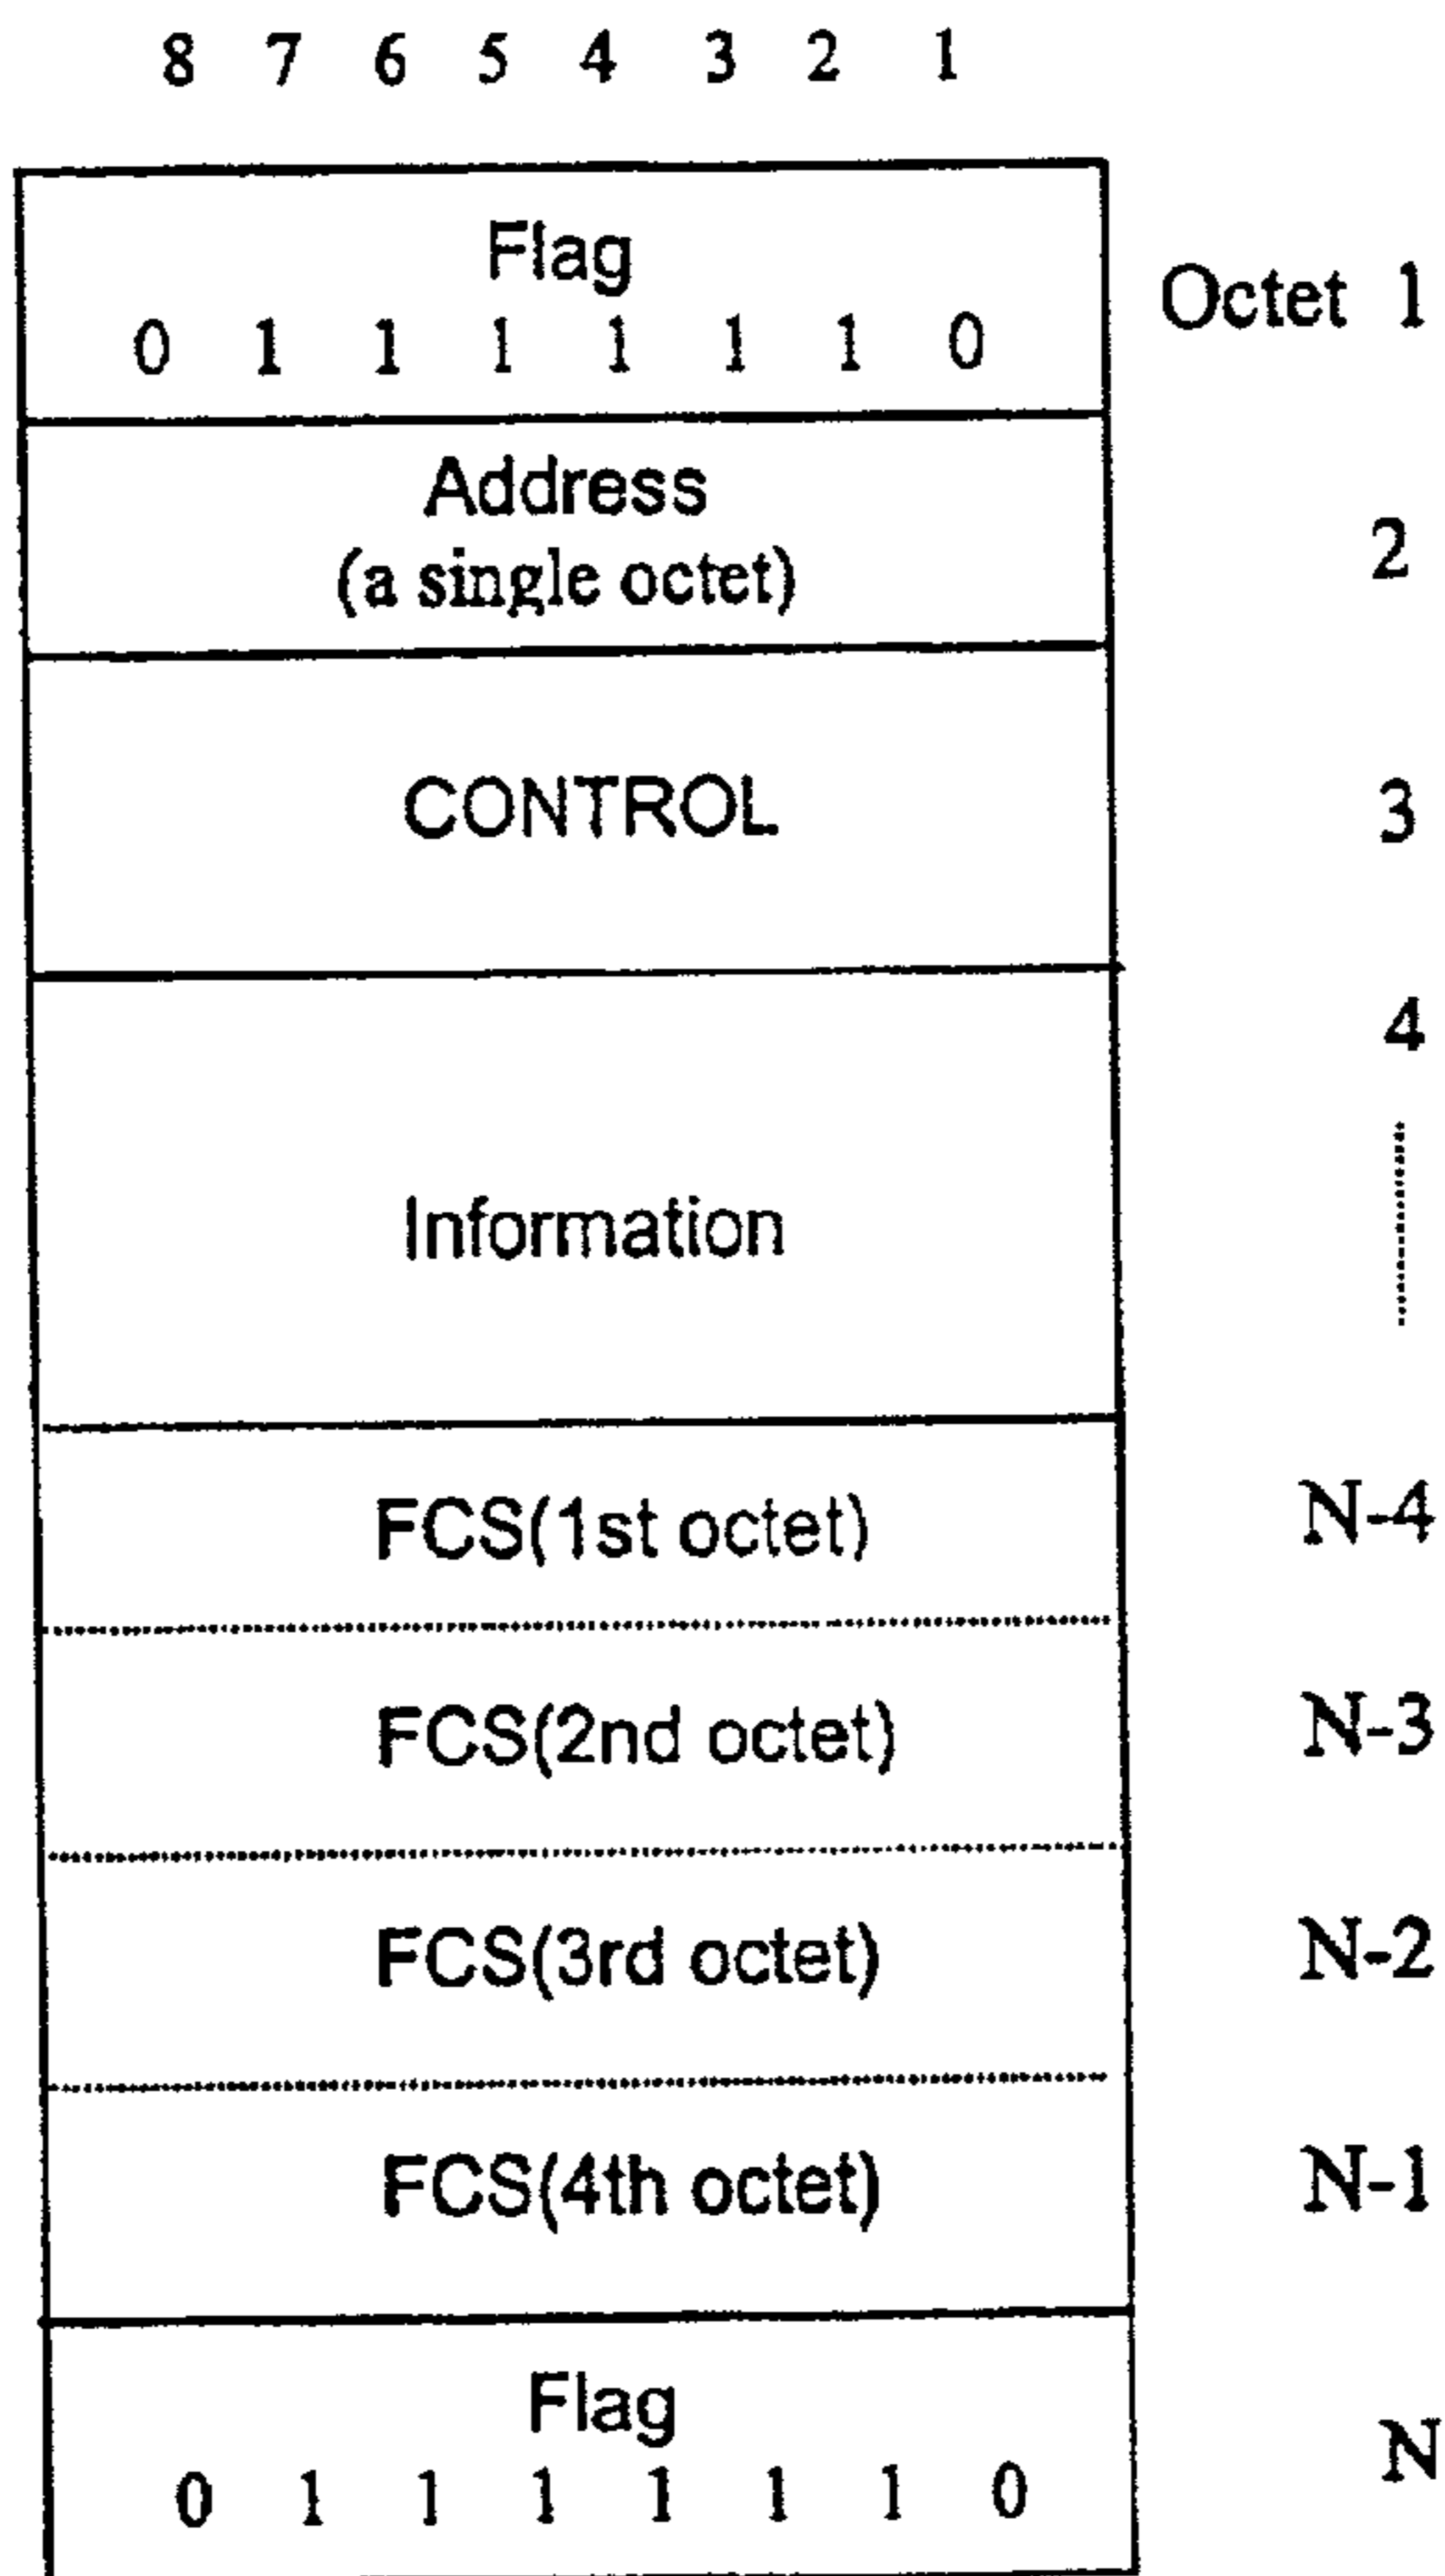 8 7 6 5 4 3 2 1
Flag
0 1 1 1 1 1 1 0
Octet 1
Address
(a single octet)
2
CONTROL
3
4
Information
FCS(1st octet)
N-4
FCS(2nd octet)
N-3
FCS(3rd octet)
N-2
FCS(4th octet)
N-1
Flag
0 1 1 1 1 1 1 0
N